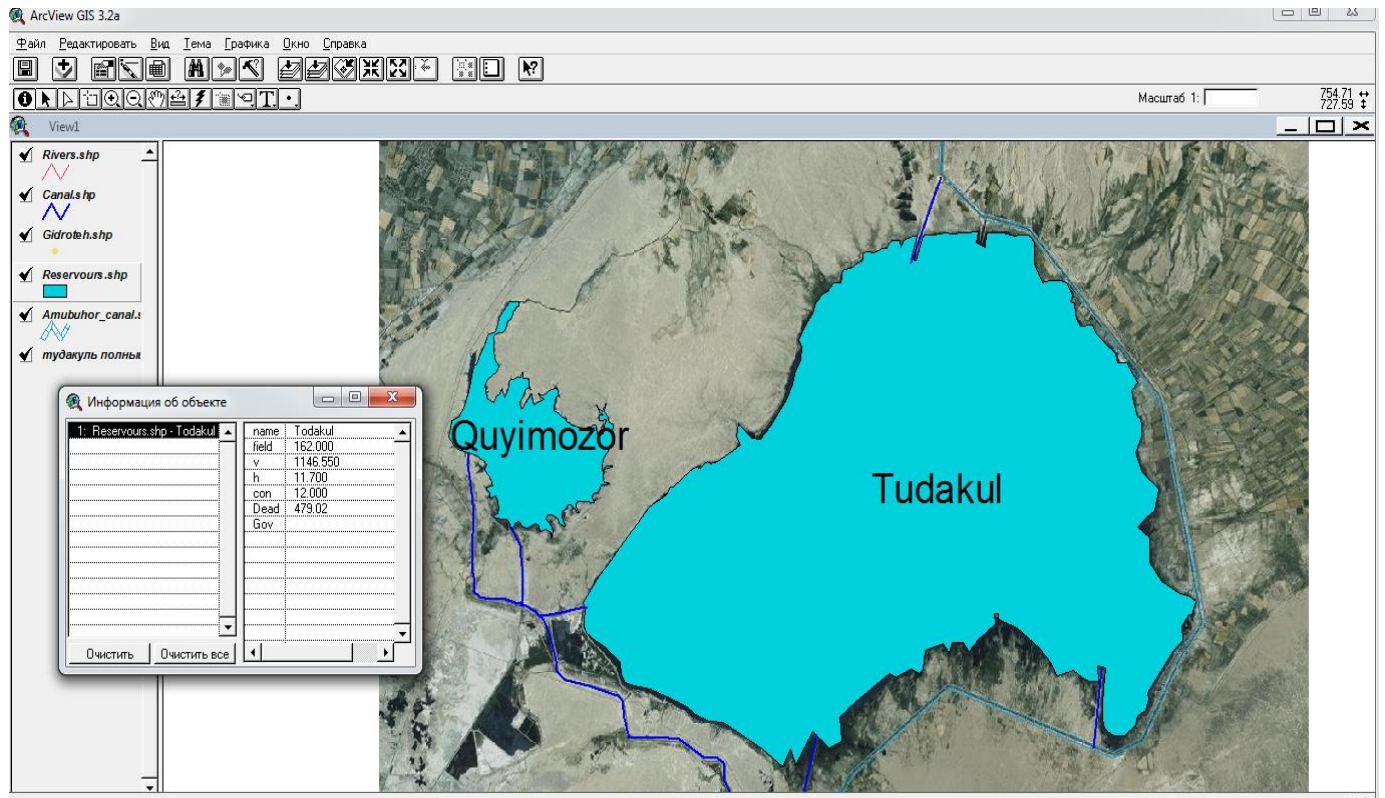 ArcView GIS 3.2a
Файл Редактировать Вид Тема Графика Окно Справка
Масштаб 1:
754.71
727.59
View1
Rivers.shp
Canal.shp
Gidroteh.shp
Reservours.shp
Amubuhor_canal.s
тудакуль полны
Информация об объекте
1: Reservours.shp - Todakul
name Todakul
field 162.000
v 1146.550
h 11.700
con 12.000
Dead 479.02
Gov
Очистить
Очистить все
Quyimozor
Tudakul